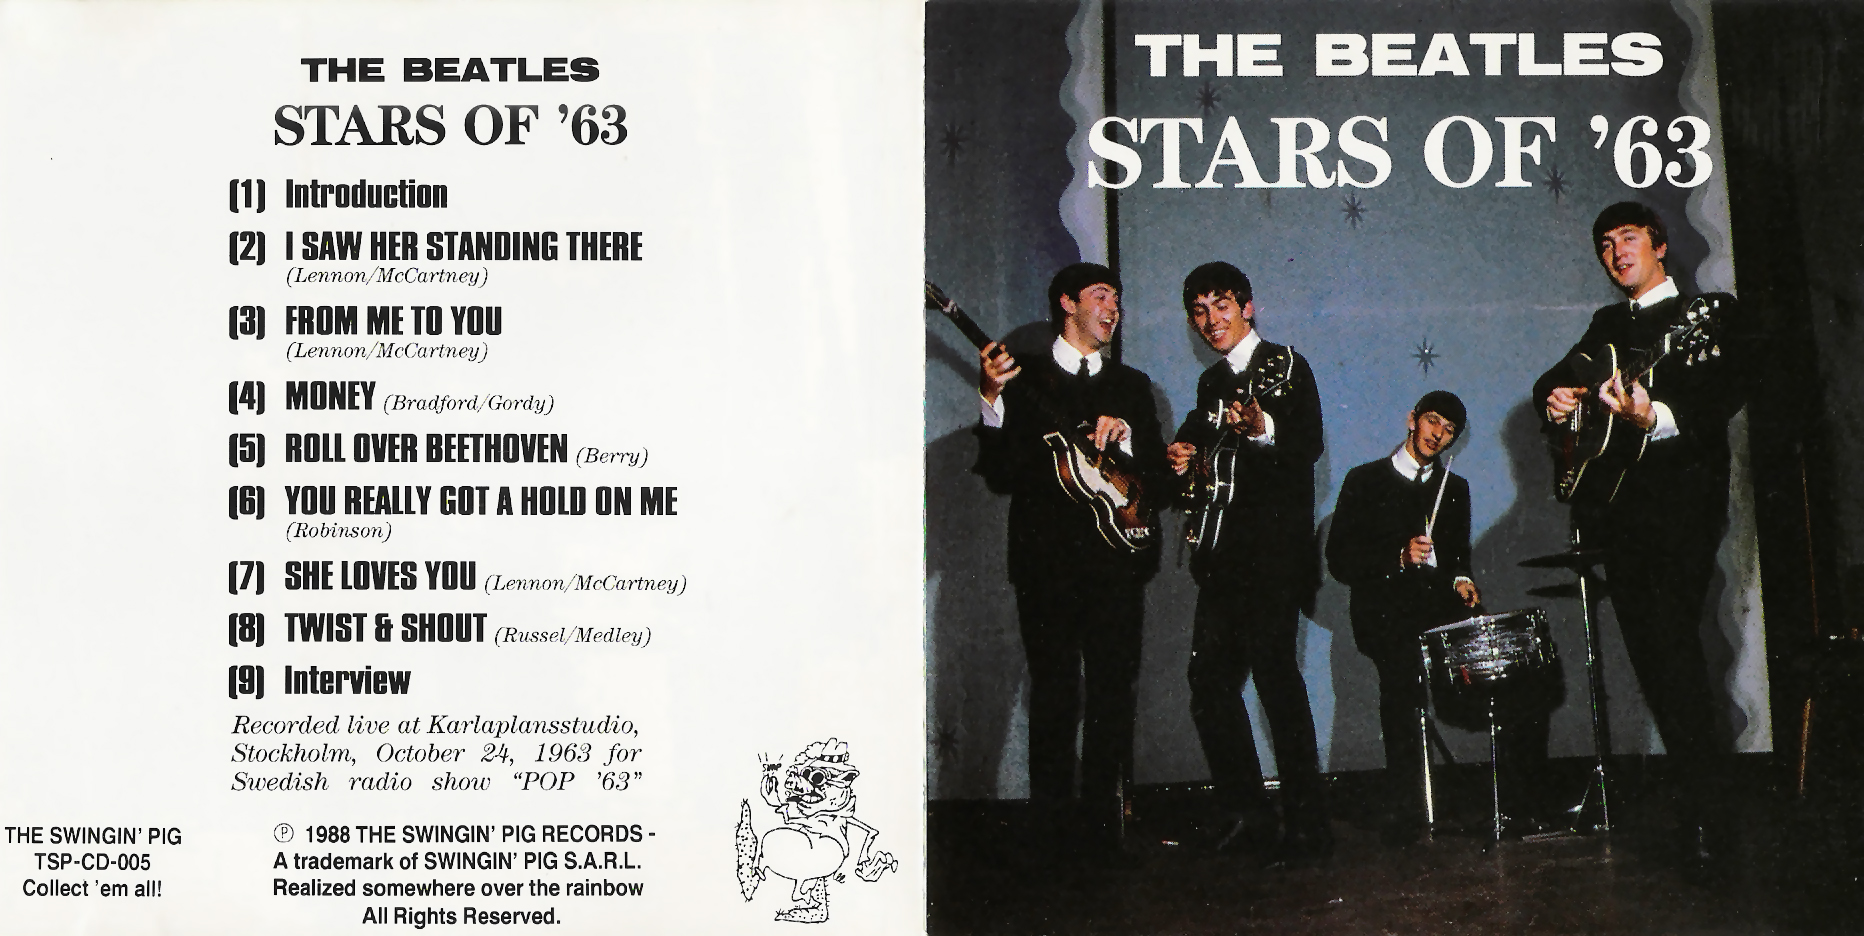 THE BEATLES
STARS OF '63
(1) Introduction
(2) I SAW HER STANDING THERE
(Lennon/McCartney)
(3) FROM ME TO YOU
(Lennon/McCartney)
(4) MONEY (Bradford/Gordy)
(5) ROLL OVER BEETHOVEN (Berry)
(6) YOU REALLY GOT A HOLD ON ME
(Robinson)
(7) SHE LOVES YOU (Lennon/McCartney)
(8) TWIST & SHOUT (Russel/Medley)
(9) Interview
Recorded live at Karlaplansstudio,
Stockholm, October 24, 1963 for
Swedish radio show “POP ’63”
THE SWINGIN' PIG
TSP-CD-005
Collect 'em all!
℗ 1988 THE SWINGIN' PIG RECORDS -
A trademark of SWINGIN' PIG S.A.R.L.
Realized somewhere over the rainbow
All Rights Reserved.
THE BEATLES
STARS OF '63